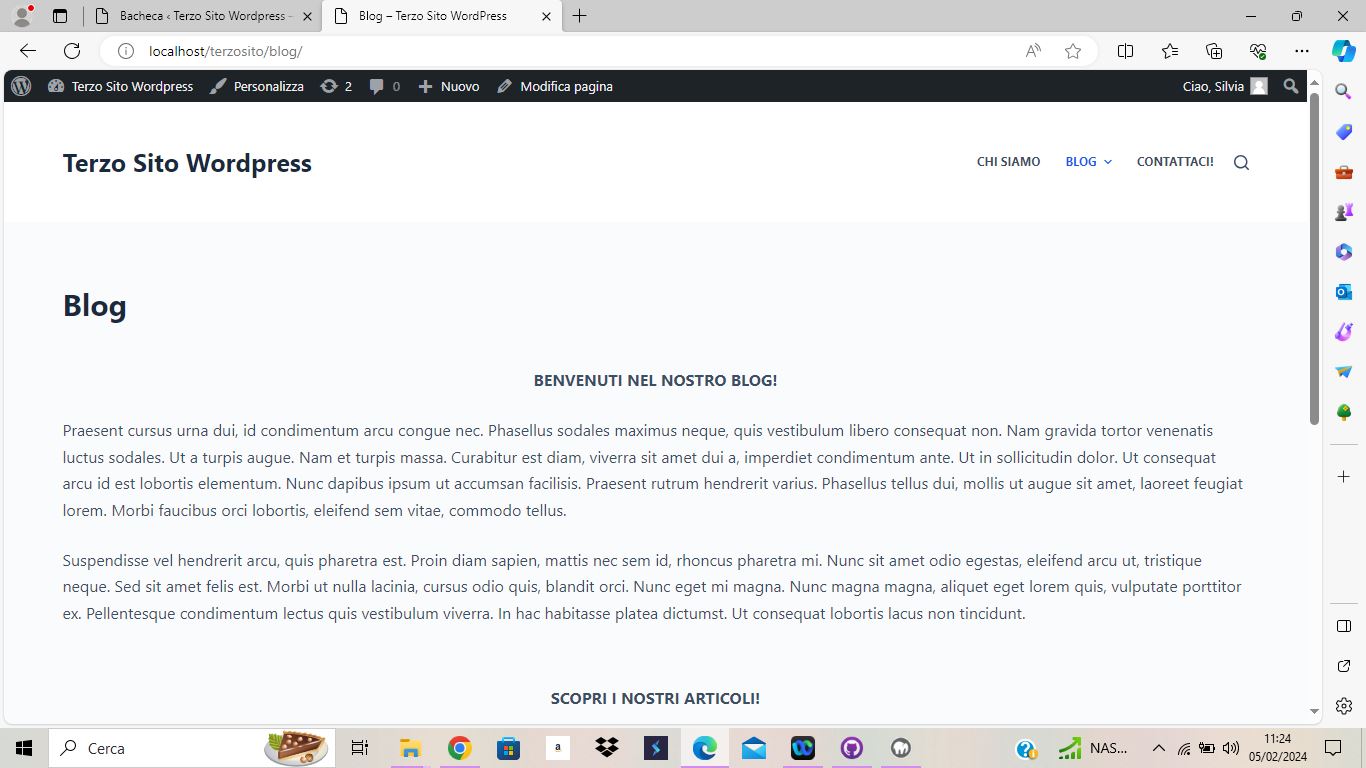 Bacheca ‹ Terzo Sito Wordpress –
Blog – Terzo Sito WordPress
localhost/terzosito/blog/
Terzo Sito Wordpress
Personalizza
2
0
Nuovo
Modifica pagina
Ciao, Silvia
Terzo Sito Wordpress
CHI SIAMO
BLOG
CONTATTACI!
Blog
BENVENUTI NEL NOSTRO BLOG!
Praesent cursus urna dui, id condimentum arcu congue nec. Phasellus sodales maximus neque, quis vestibulum libero consequat non. Nam gravida tortor venenatis
luctus sodales. Ut a turpis augue. Nam et turpis massa. Curabitur est diam, viverra sit amet dui a, imperdiet condimentum ante. Ut in sollicitudin dolor. Ut consequat
arcu id est lobortis elementum. Nunc dapibus ipsum ut accumsan facilisis. Praesent rutrum hendrerit varius. Phasellus tellus dui, mollis ut augue sit amet, laoreet feugiat
lorem. Morbi faucibus orci lobortis, eleifend sem vitae, commodo tellus.
Suspendisse vel hendrerit arcu, quis pharetra est. Proin diam sapien, mattis nec sem id, rhoncus pharetra mi. Nunc sit amet odio egestas, eleifend arcu ut, tristique
neque. Sed sit amet felis est. Morbi ut nulla lacinia, cursus odio quis, blandit orci. Nunc eget mi magna. Nunc magna magna, aliquet eget lorem quis, vulputate porttitor
ex. Pellentesque condimentum lectus quis vestibulum viverra. In hac habitasse platea dictumst. Ut consequat lobortis lacus non tincidunt.
SCOPRI I NOSTRI ARTICOLI!
Cerca
a
NAS...
11:24
05/02/2024